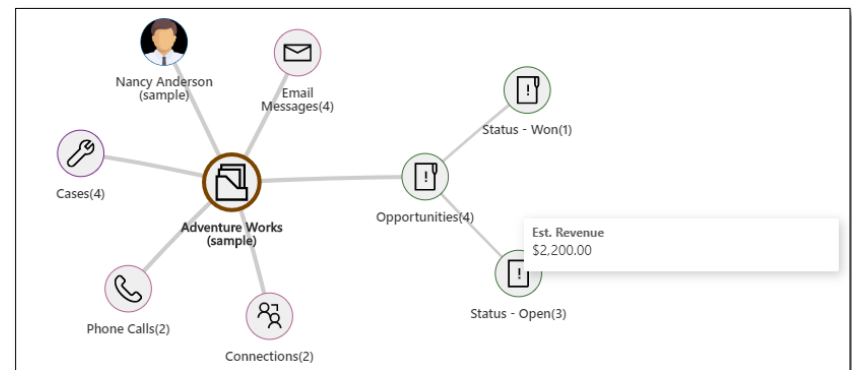 Nancy Anderson
(sample)
Email
Messages(4)
Status - Won(1)
Cases(4)
Opportunities(4)
Adventure Works
(sample)
Est. Revenue
$2,200.00
Status - Open(3)
Phone Calls(2)
Connections(2)